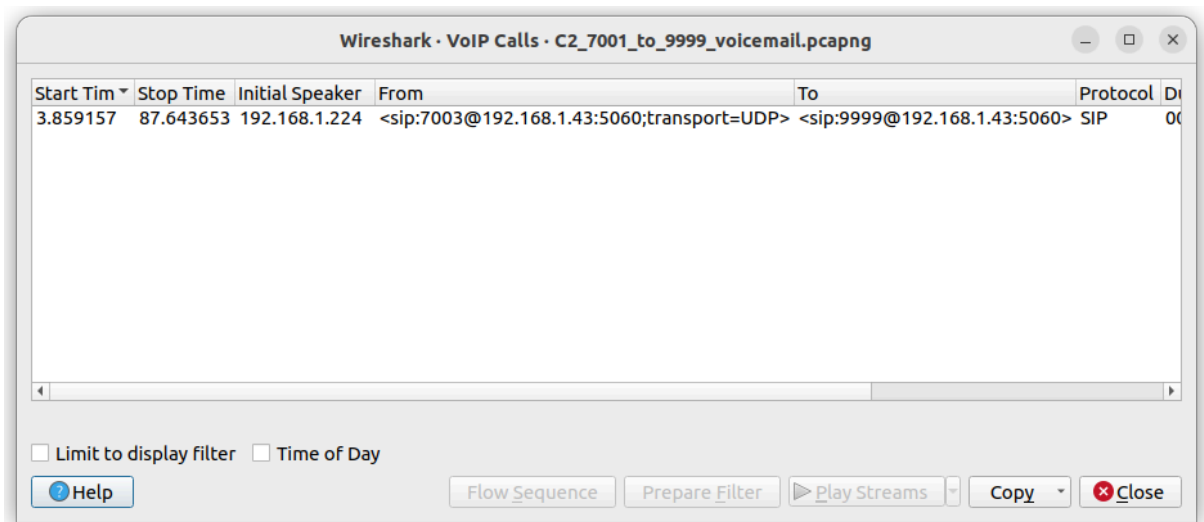 Wireshark · VoIP Calls · C2_7001_to_9999_voicemail.pcapng
Start Tim Stop Time Initial Speaker From To Protocol Du
3.859157 87.643653 192.168.1.224 <sip:7003@192.168.1.43:5060;transport=UDP> <sip:9999@192.168.1.43:5060> SIP 00
Limit to display filter Time of Day
Help Flow Sequence Prepare Filter Play Streams Copy Close